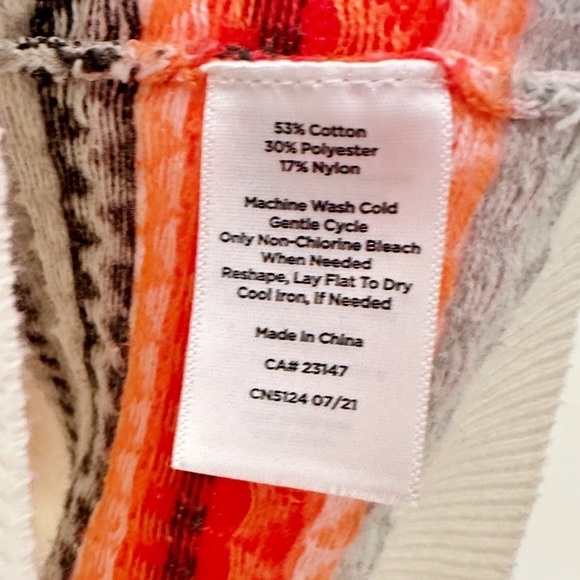 53% Cotton
30% Polyester
17% Nylon
Machine Wash Cold
Gentle Cycle
Only Non-Chlorine Bleach
When Needed
Reshape, Lay Flat To Dry
Cool Iron, If Needed
Made In China
CA# 23147
CN5124 07/21